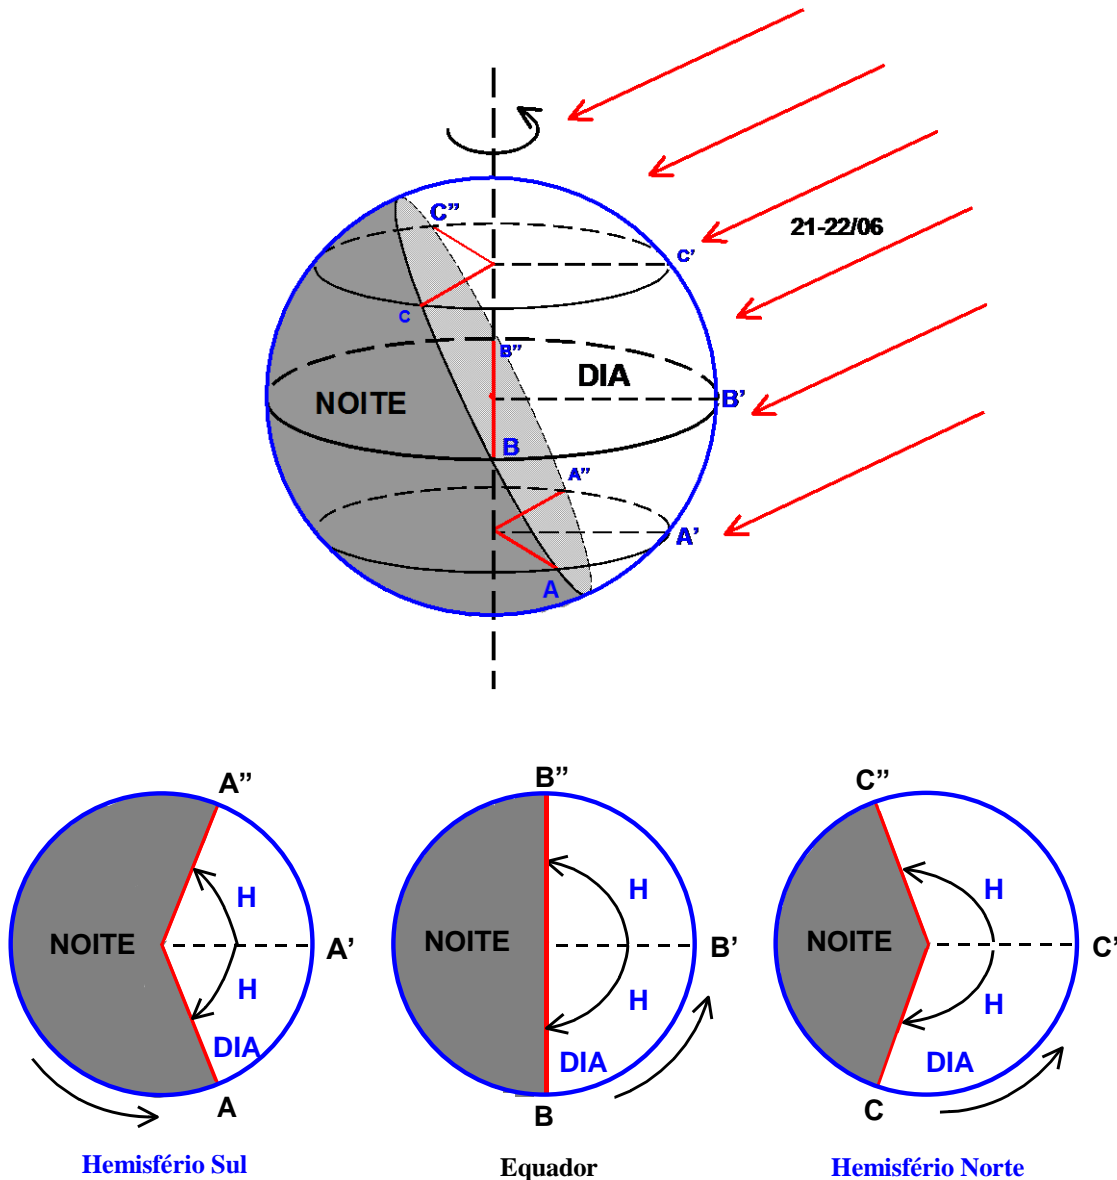 21-22/06
C”
C'
C
B”
DIA
NOITE
B'
B
A”
A'
A
A”
B”
C”
H
H
H
NOITE
A'
NOITE
B'
NOITE
C'
H
H
H
DIA
DIA
DIA
A
B
C
Hemisfério Sul
Equador
Hemisfério Norte